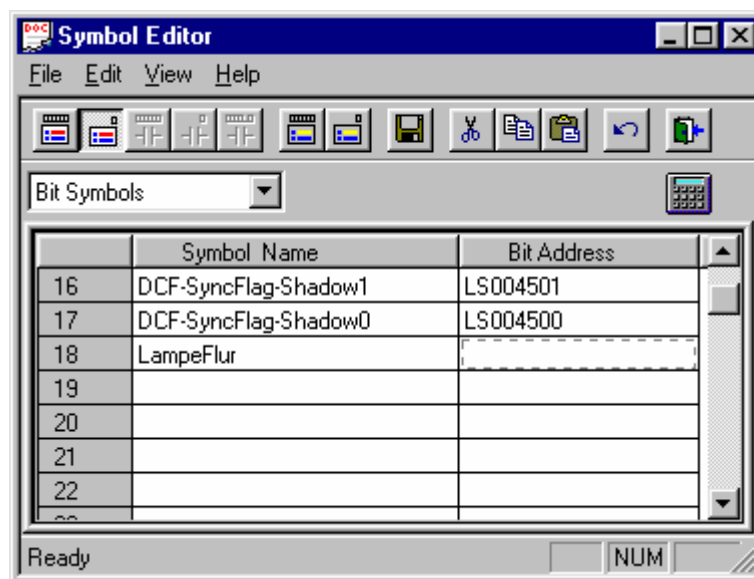 Symbol Editor
File Edit View Help
Bit Symbols
Symbol Name Bit Address
16 DCF-SyncFlag-Shadow1 LS004501
17 DCF-SyncFlag-Shadow0 LS004500
18 LampeFlur
19
20
21
22
Ready NUM